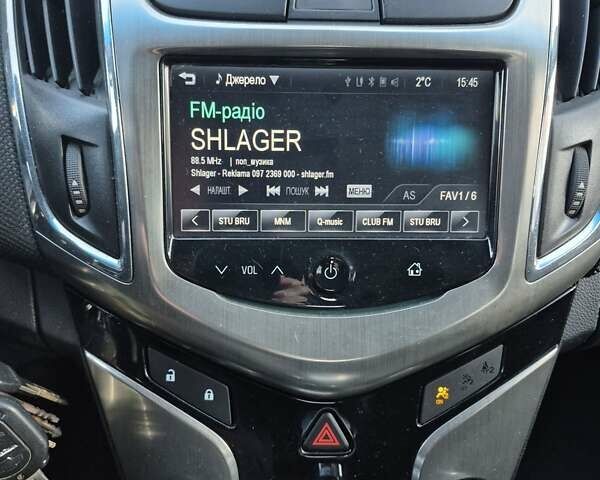 Джерело ▼ 2°C 15:45
FM-радіо
SHLAGER
88.5 MHz | поп_музика
Shlager - Reklama 097 2369 000 - shlager.fm
◀ НАЛАШТ. ▶ ⏮ ПОШУК ⏭ МЕНЮ AS FAV1 / 6
< STU BRU MNM Q-music CLUB FM STU BRU >
VOL
ON